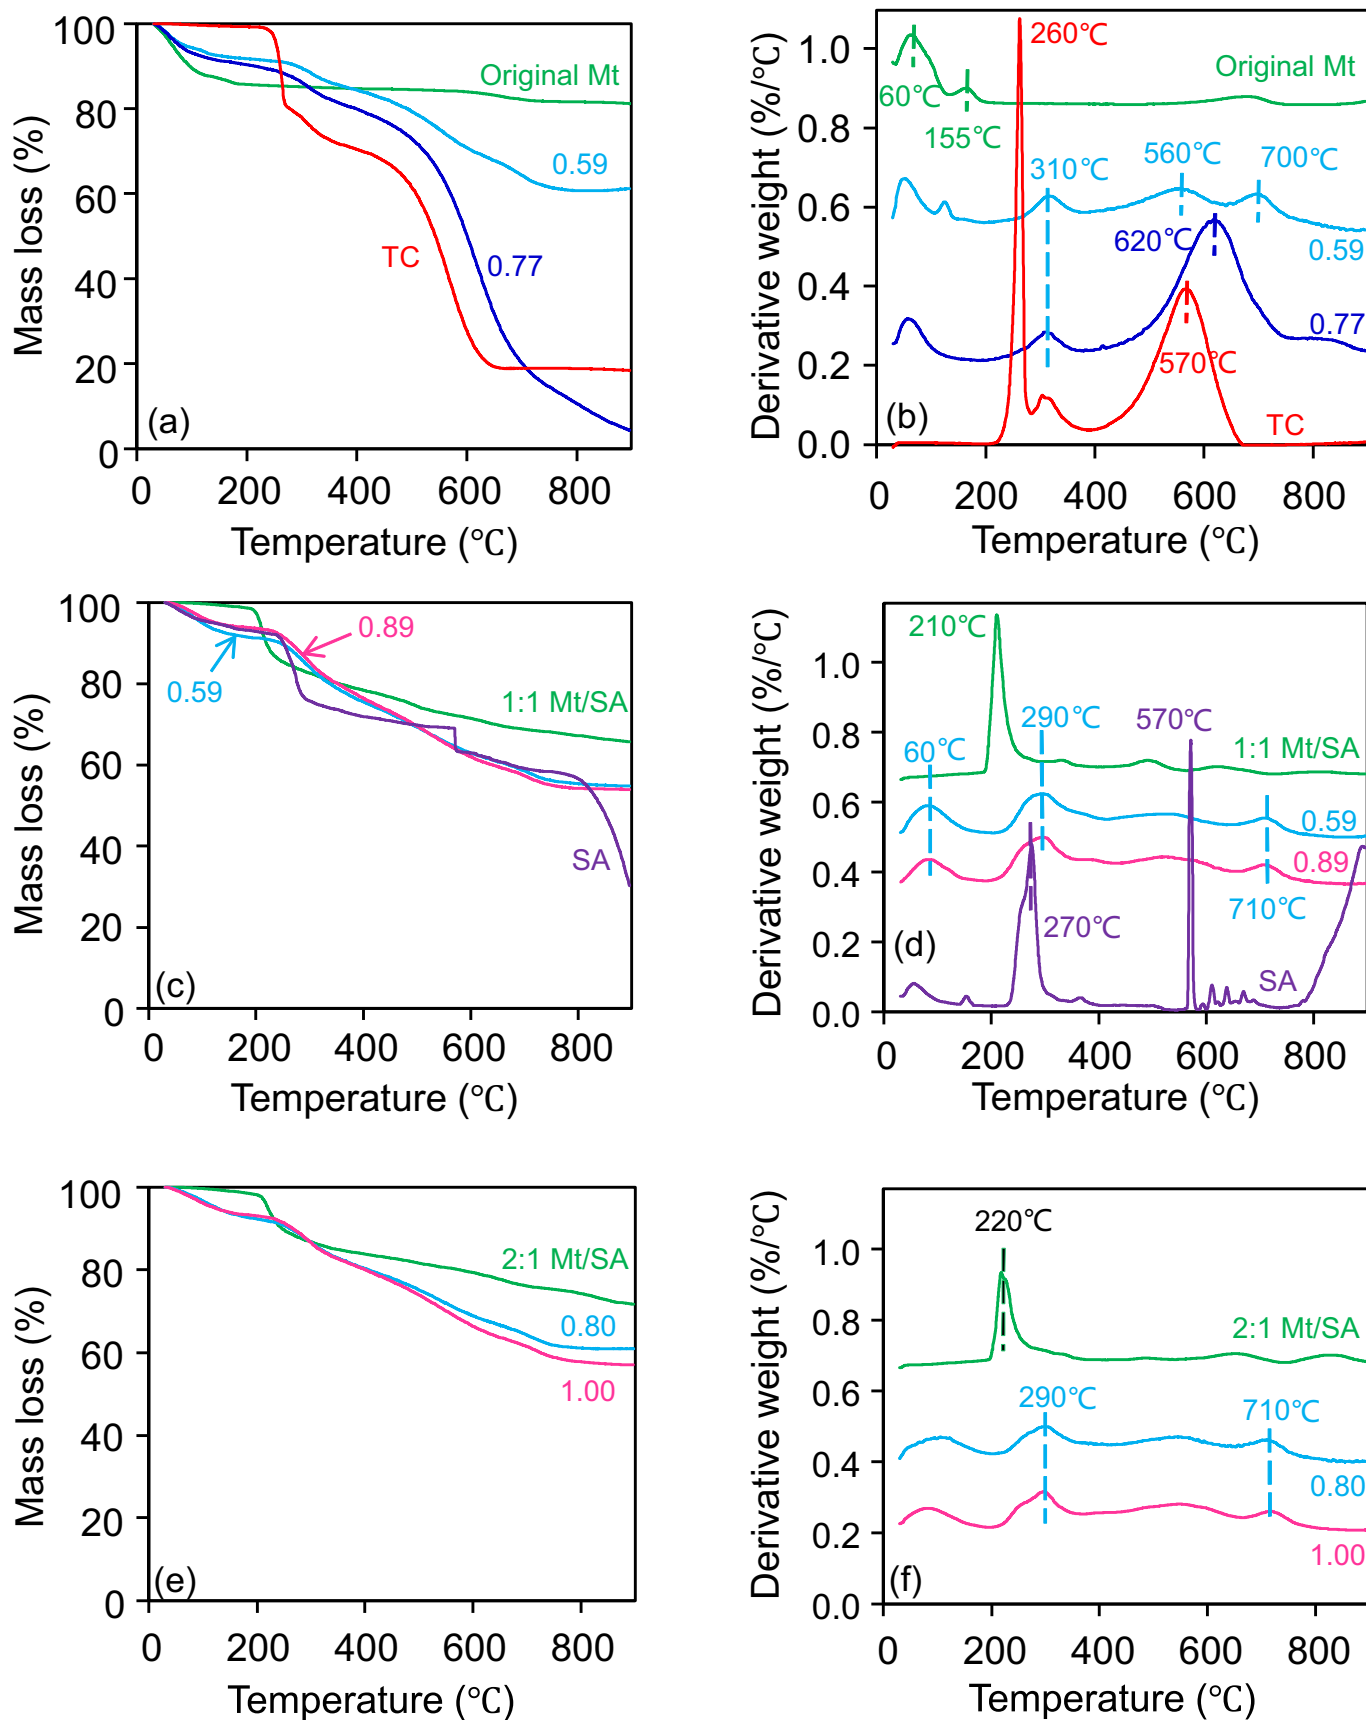 100
80
60
40
20
0
Mass loss (%)
Original Mt
0.59
TC
0.77
(a)
0 200 400 600 800
Temperature (℃)
1.0
0.8
0.6
0.4
0.2
0.0
Derivative weight (%/℃)
260℃
Original Mt
60℃
155℃
310℃ 560℃ 700℃
620℃
0.59
0.77
570℃
TC
(b)
0 200 400 600 800
Temperature (℃)
100
80
60
40
20
0
Mass loss (%)
0.89
0.59
1:1 Mt/SA
SA
(c)
0 200 400 600 800
Temperature (℃)
1.0
0.8
0.6
0.4
0.2
0.0
Derivative weight (%/℃)
210℃
290℃ 570℃
60℃
1:1 Mt/SA
0.59
0.89
710℃
270℃
(d)
SA
0 200 400 600 800
Temperature (℃)
100
80
60
40
20
0
Mass loss (%)
2:1 Mt/SA
0.80
1.00
(e)
0 200 400 600 800
Temperature (℃)
1.0
0.8
0.6
0.4
0.2
0.0
Derivative weight (%/℃)
220℃
2:1 Mt/SA
290℃ 710℃
0.80
1.00
(f)
0 200 400 600 800
Temperature (℃)